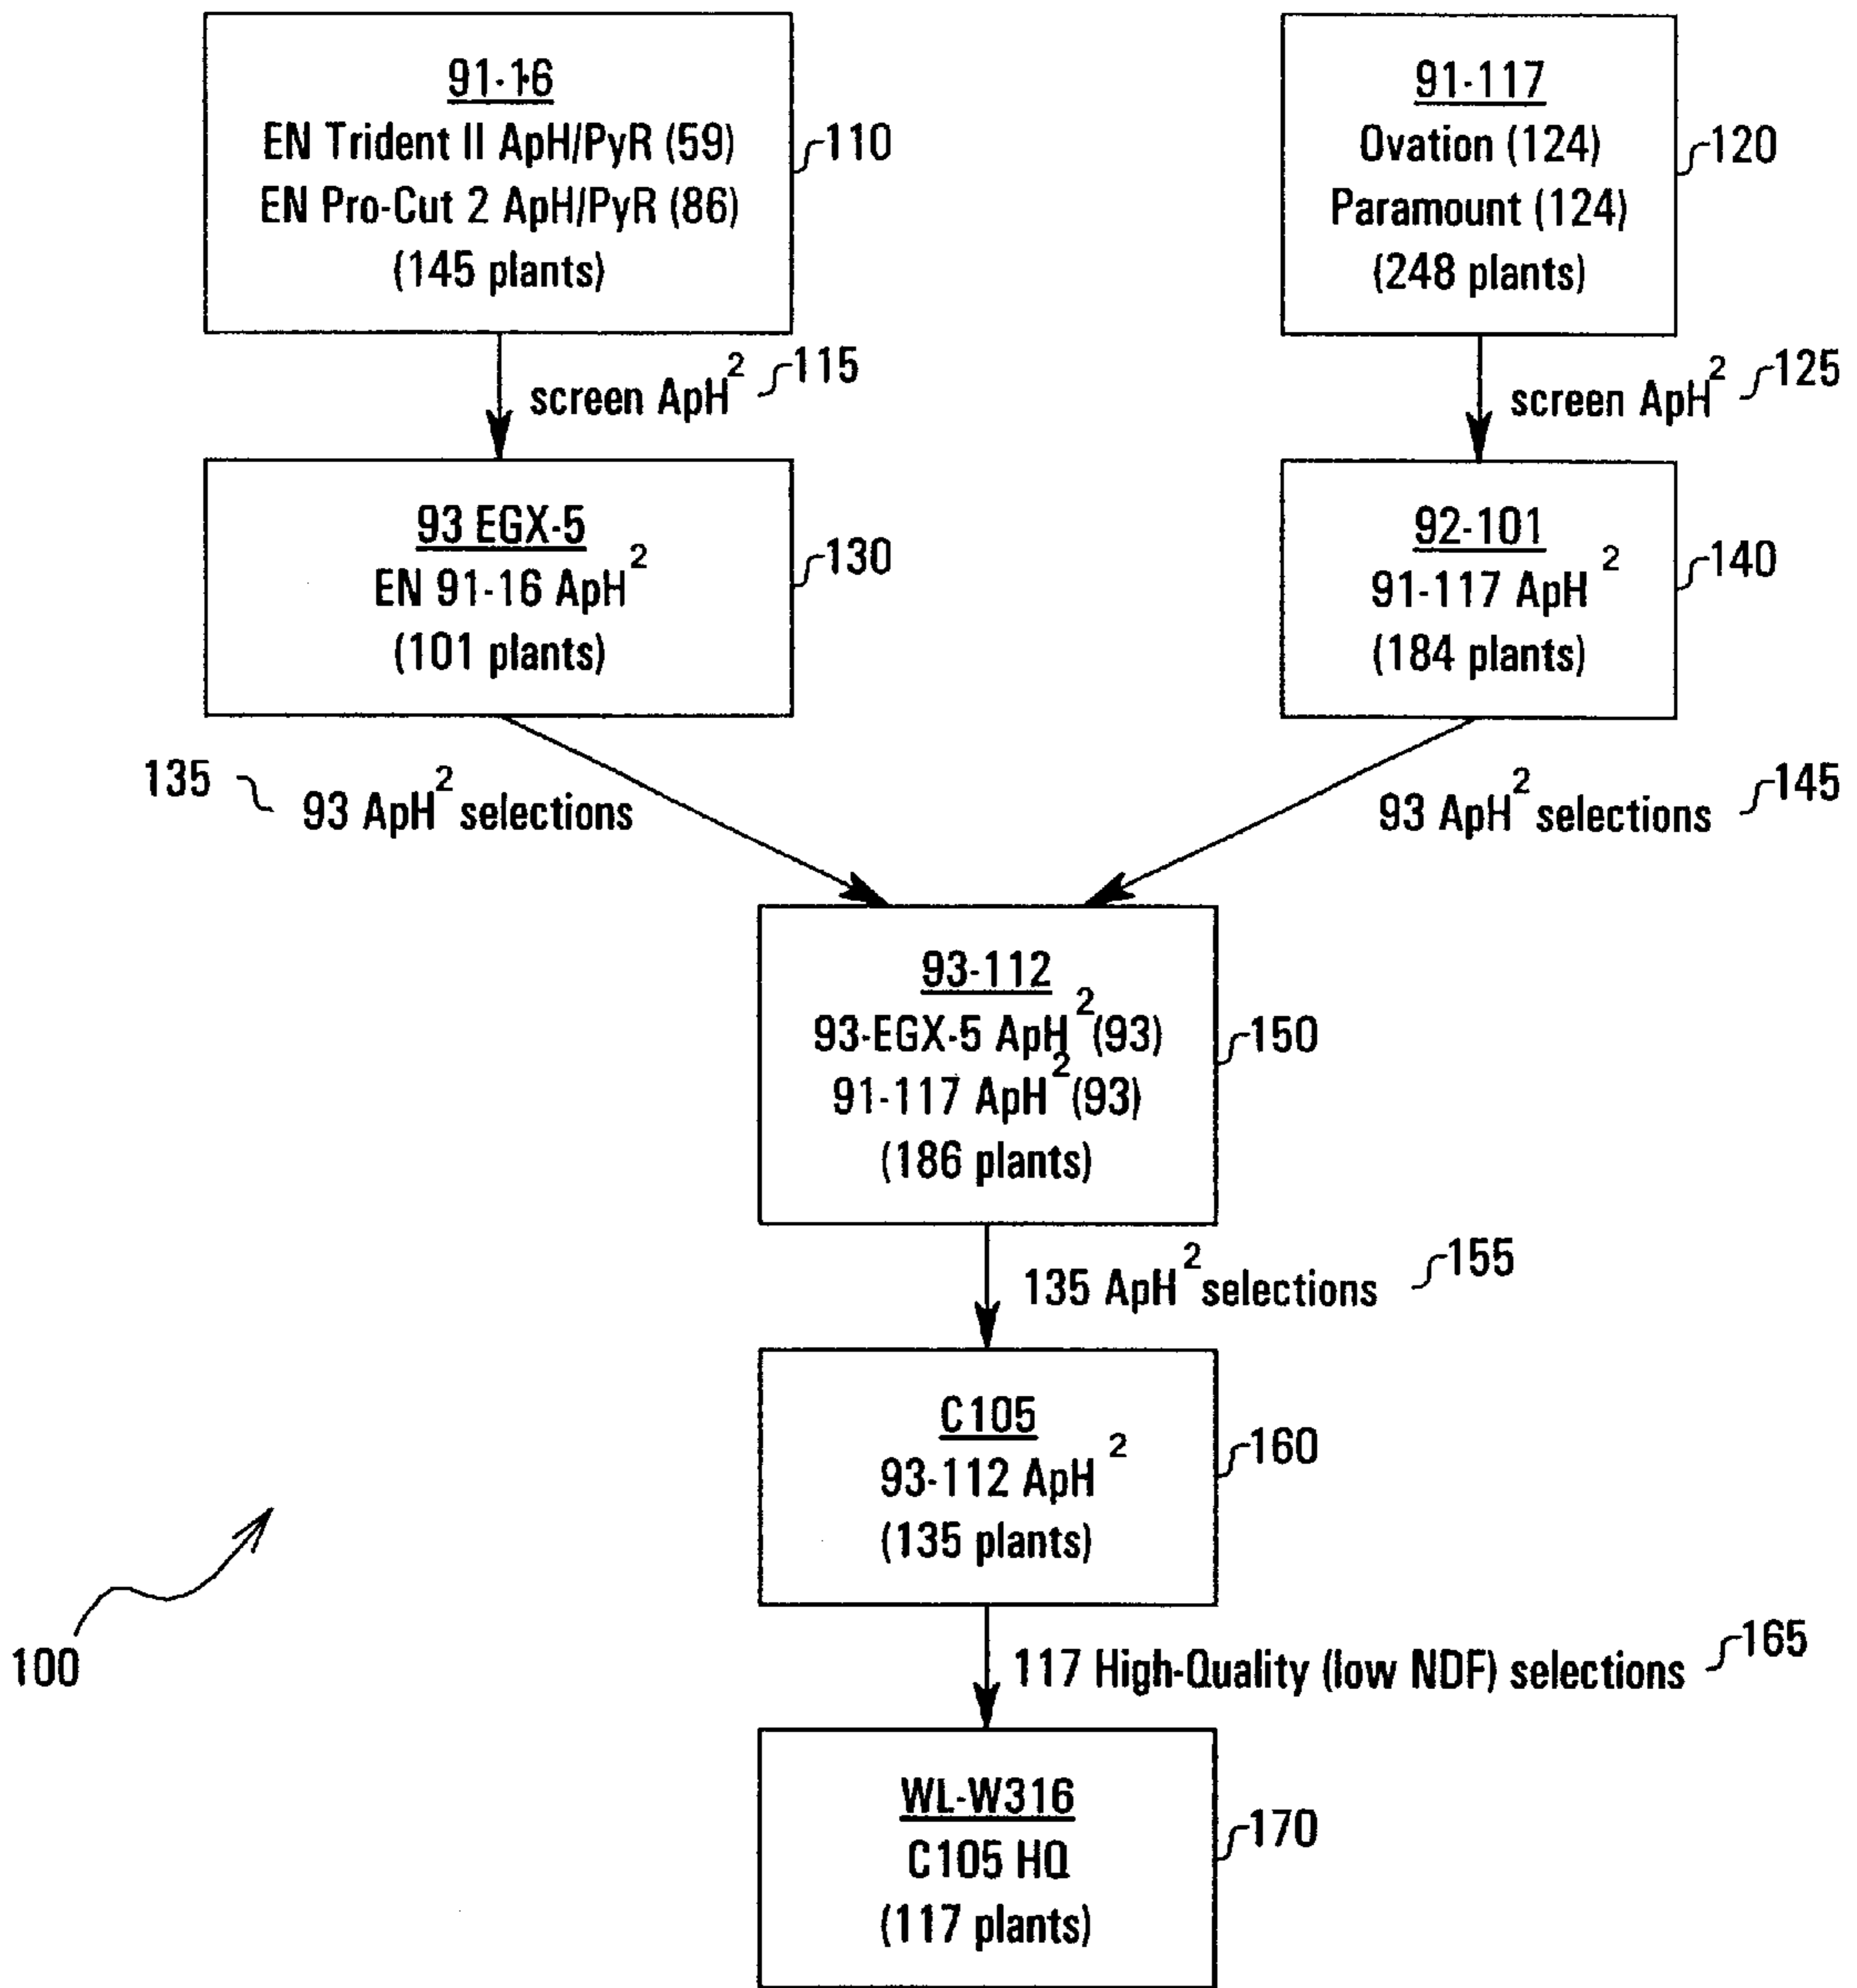 91-16
EN Trident II ApH/PyR (59)
EN Pro-Cut 2 ApH/PyR (86)
(145 plants)
110
91-117
Ovation (124)
Paramount (124)
(248 plants)
120
screen ApH²
115
screen ApH²
125
93 EGX-5
EN 91-16 ApH²
(101 plants)
130
92-101
91-117 ApH²
(184 plants)
140
135
93 ApH² selections
93 ApH² selections
145
93-112
93-EGX-5 ApH² (93)
91-117 ApH² (93)
(186 plants)
150
135 ApH² selections
155
C105
93-112 ApH²
(135 plants)
160
100
117 High-Quality (low NDF) selections
165
WL-W316
C105 HQ
(117 plants)
170